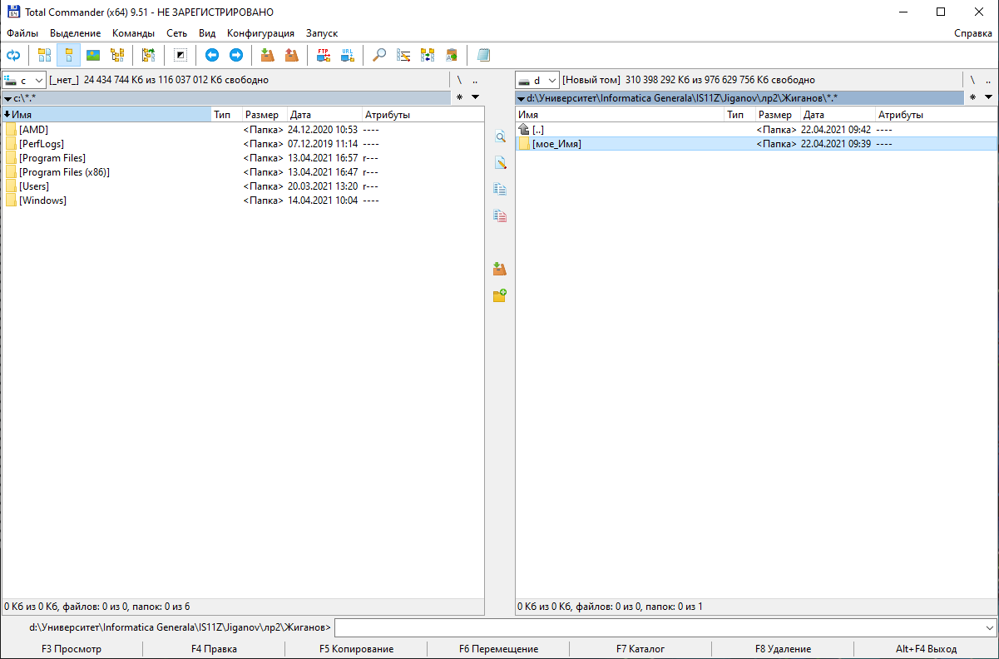 Total Commander (x64) 9.51 - НЕ ЗАРЕГИСТРИРОВАНО
Файлы Выделение Команды Сеть Вид Конфигурация Запуск Справка
FTP URL
c [_нет_] 24 434 744 Кб из 116 037 012 Кб свободно \ ..
d [Новый том] 310 398 292 Кб из 976 629 756 Кб свободно \ ..
c:\*.* *
d:\Университет\Informatica Generala\IS11Z\Jiganov\лр2\Жиганов\*.* *
Имя Тип Размер Дата Атрибуты
[AMD] <Папка> 24.12.2020 10:53 ----
[PerfLogs] <Папка> 07.12.2019 11:14 ----
[Program Files] <Папка> 13.04.2021 16:57 r---
[Program Files (x86)] <Папка> 13.04.2021 16:47 r---
[Users] <Папка> 20.03.2021 13:20 r---
[Windows] <Папка> 14.04.2021 10:04 ----
0 Кб из 0 Кб, файлов: 0 из 0, папок: 0 из 6
Имя Тип Размер Дата Атрибуты
[..] <Папка> 22.04.2021 09:42 ----
[мое_Имя] <Папка> 22.04.2021 09:39 ----
0 Кб из 0 Кб, файлов: 0 из 0, папок: 0 из 1
d:\Университет\Informatica Generala\IS11Z\Jiganov\лр2\Жиганов>
F3 Просмотр F4 Правка F5 Копирование F6 Перемещение F7 Каталог F8 Удаление Alt+F4 Выход